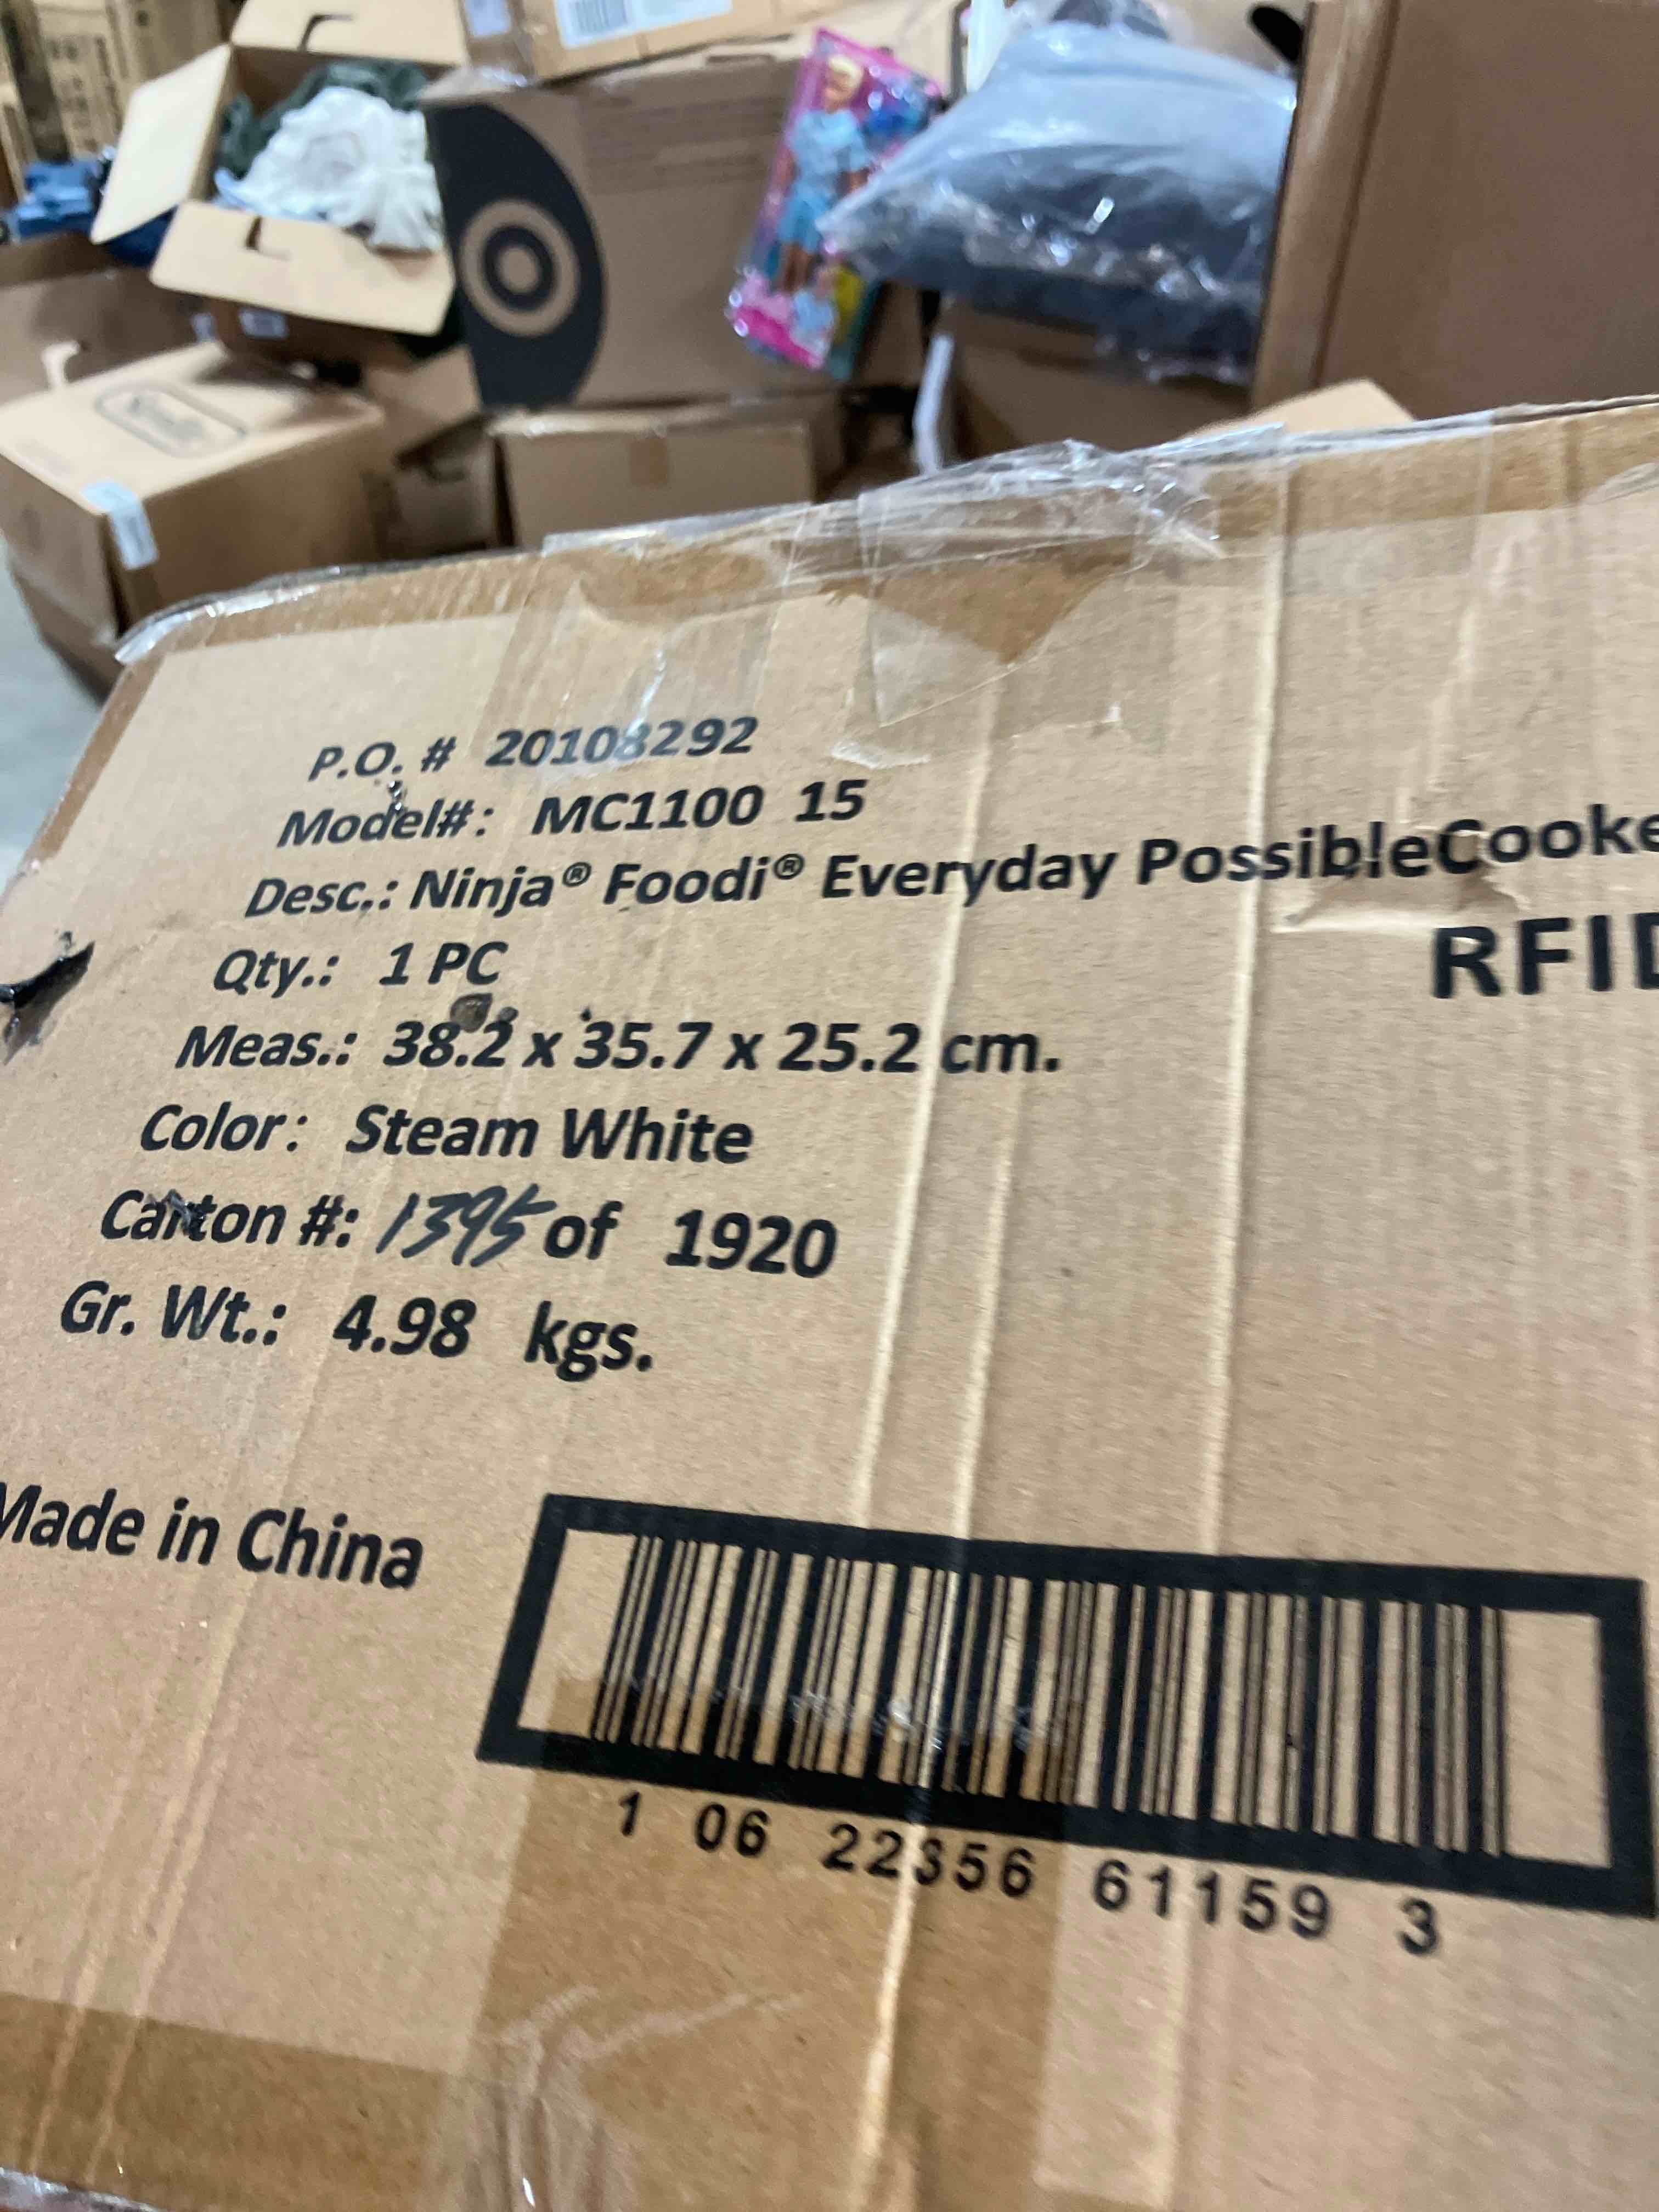 P.O. # 20108292
Model#: MC1100 15
Desc.: Ninja® Foodi® Everyday PossibleCooke
RFID
Qty.: 1 PC
Meas.: 38.2 x 35.7 x 25.2 cm.
Color: Steam White
Carton #: 1395 of 1920
Gr. Wt.: 4.98 kgs.
Made in China
1 06 22356 61159 3